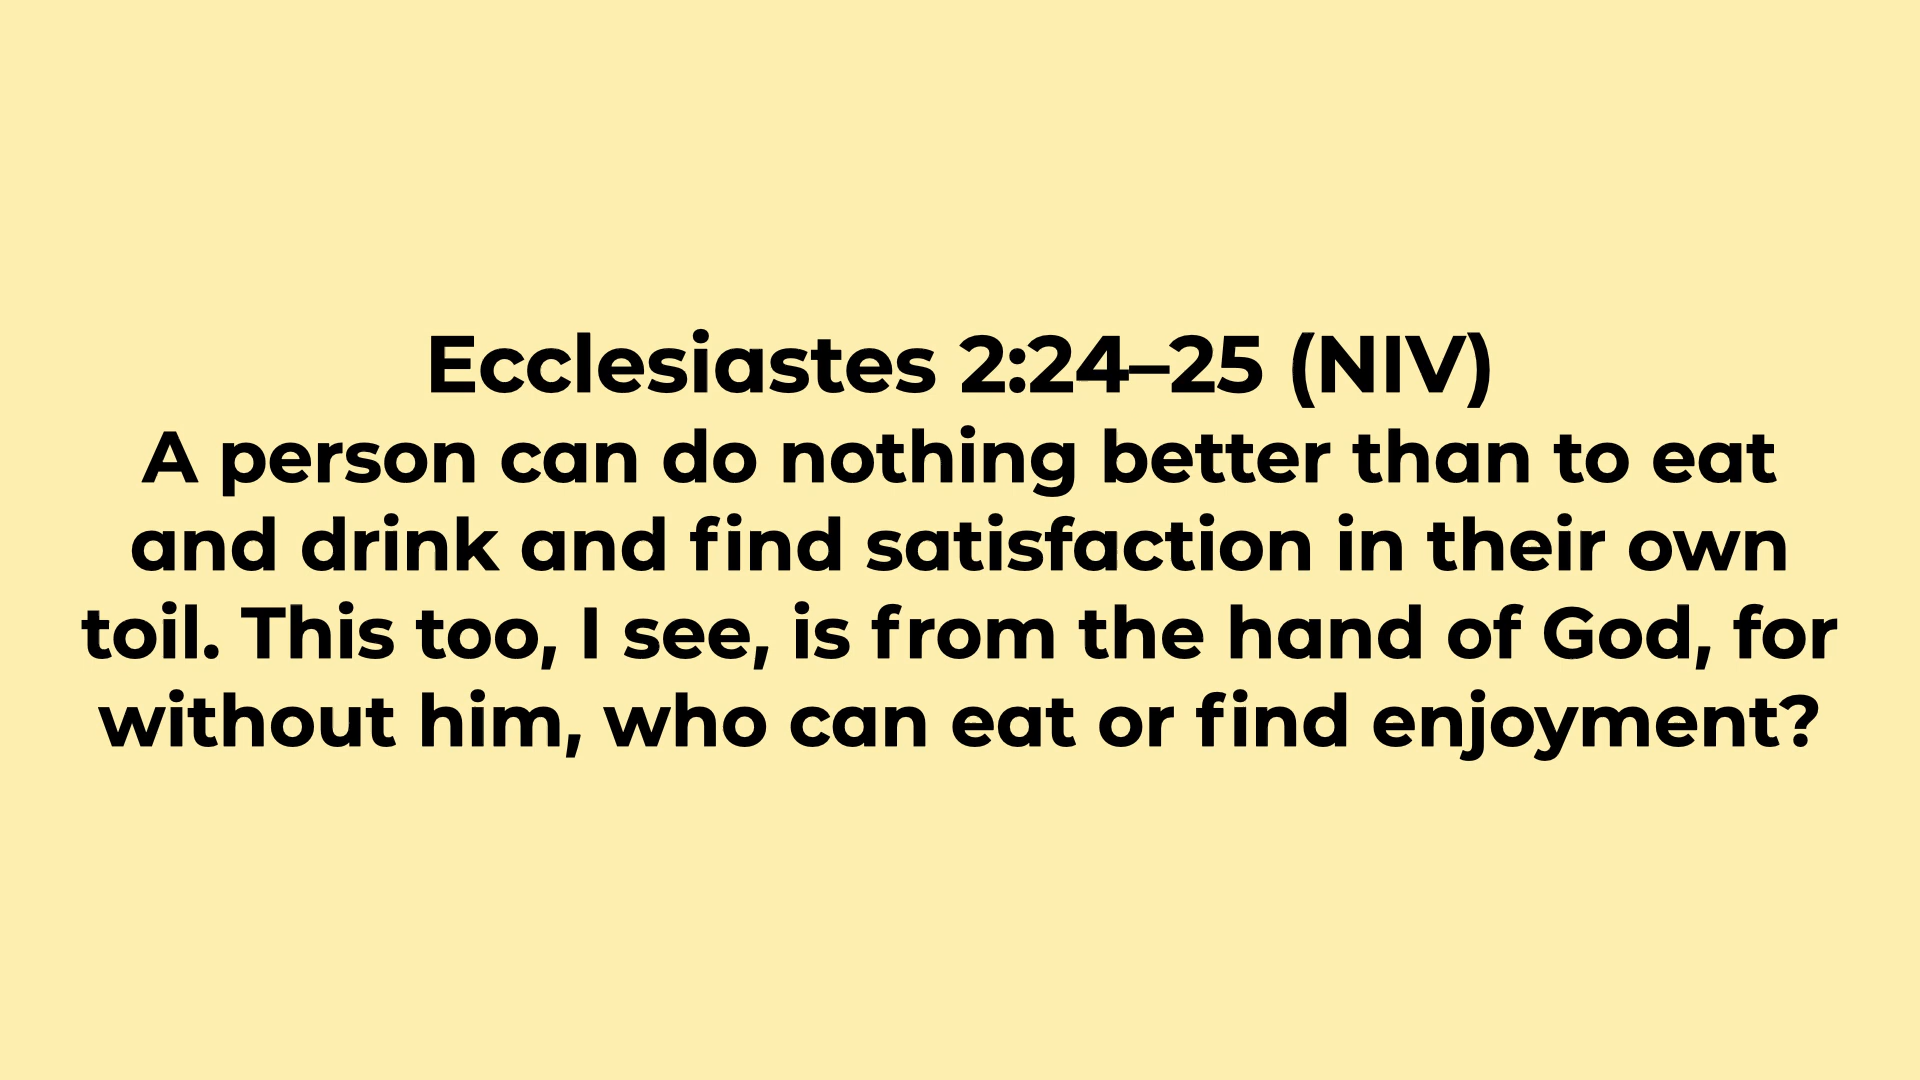 Ecclesiastes 2:24–25 (NIV)
A person can do nothing better than to eat
and drink and find satisfaction in their own
toil. This too, I see, is from the hand of God, for
without him, who can eat or find enjoyment?